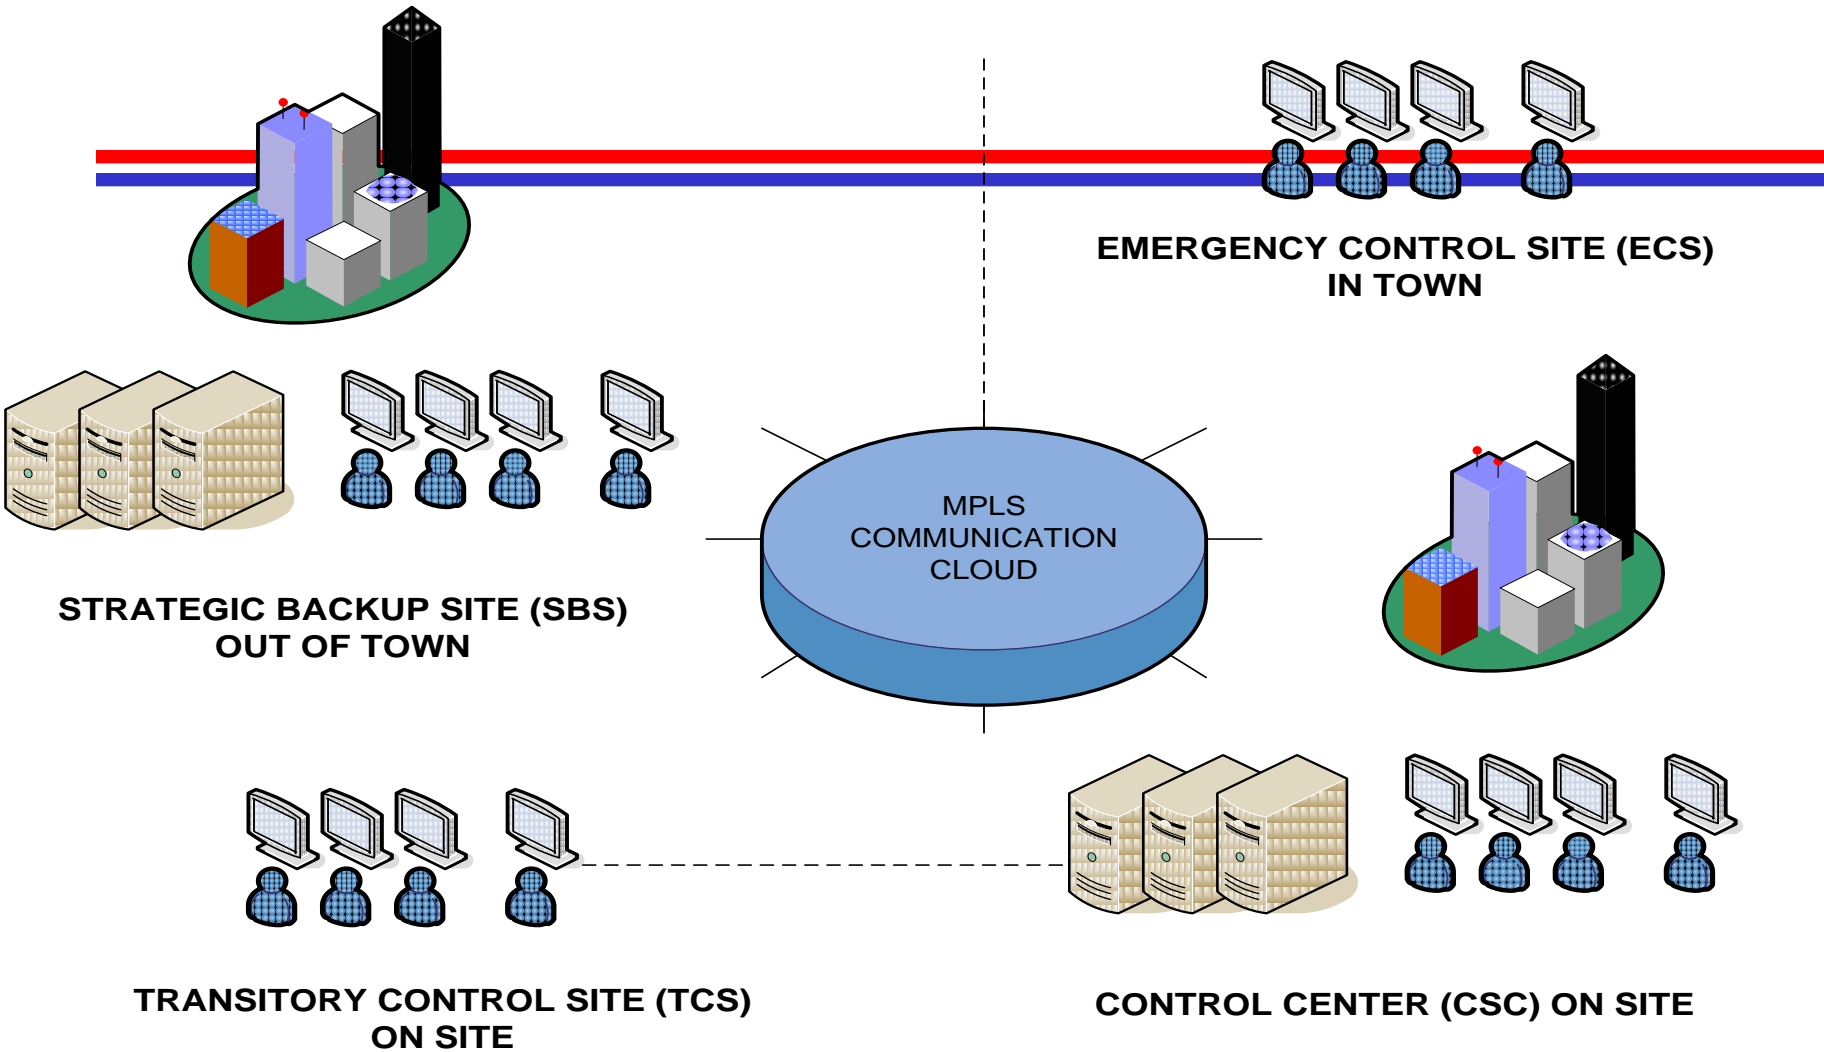 EMERGENCY CONTROL SITE (ECS)
IN TOWN
MPLS
COMMUNICATION
CLOUD
STRATEGIC BACKUP SITE (SBS)
OUT OF TOWN
TRANSITORY CONTROL SITE (TCS)
ON SITE
CONTROL CENTER (CSC) ON SITE